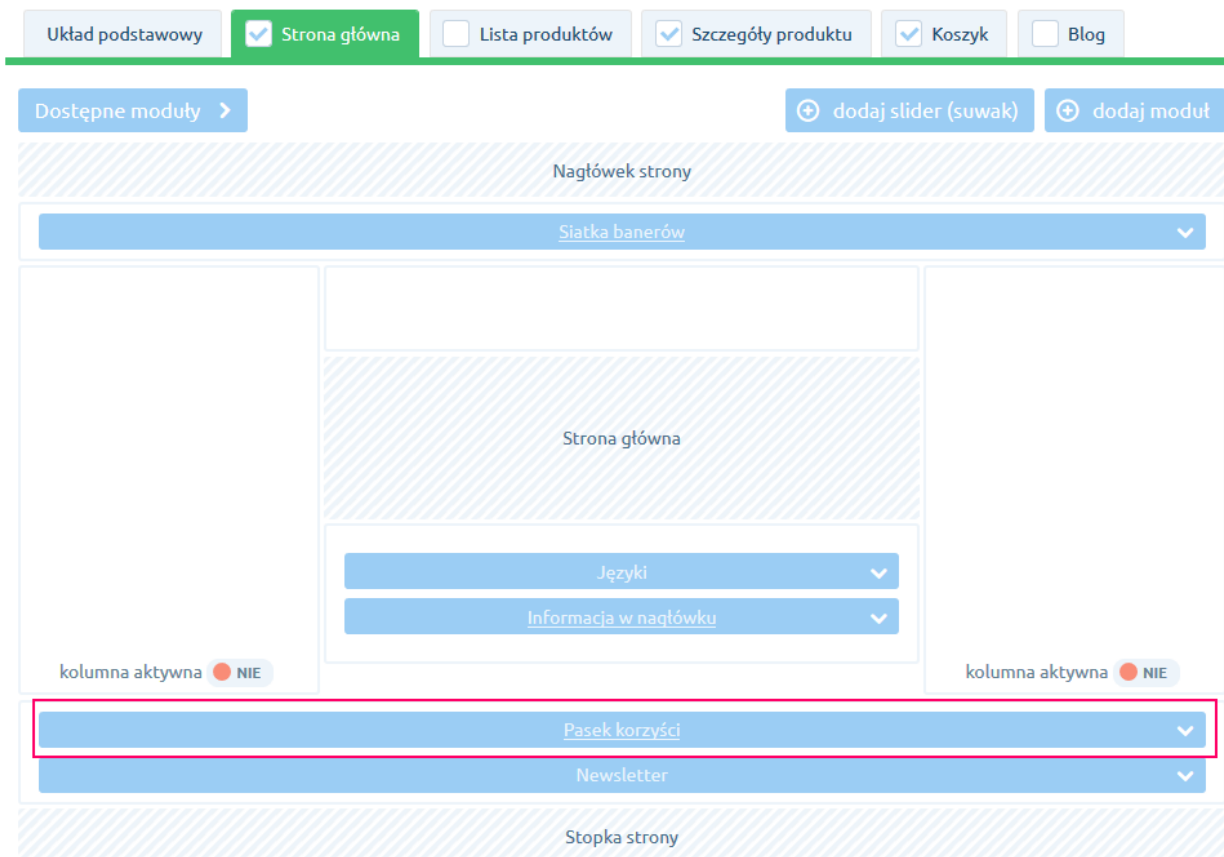 Układ podstawowy Strona główna Lista produktów Szczegóły produktu Koszyk Blog
Dostępne moduły dodaj slider (suwak) dodaj moduł
Nagłówek strony
Siatka banerów
Strona główna
Języki
Informacja w nagłówku
kolumna aktywna NIE kolumna aktywna NIE
Pasek korzyści
Newsletter
Stopka strony